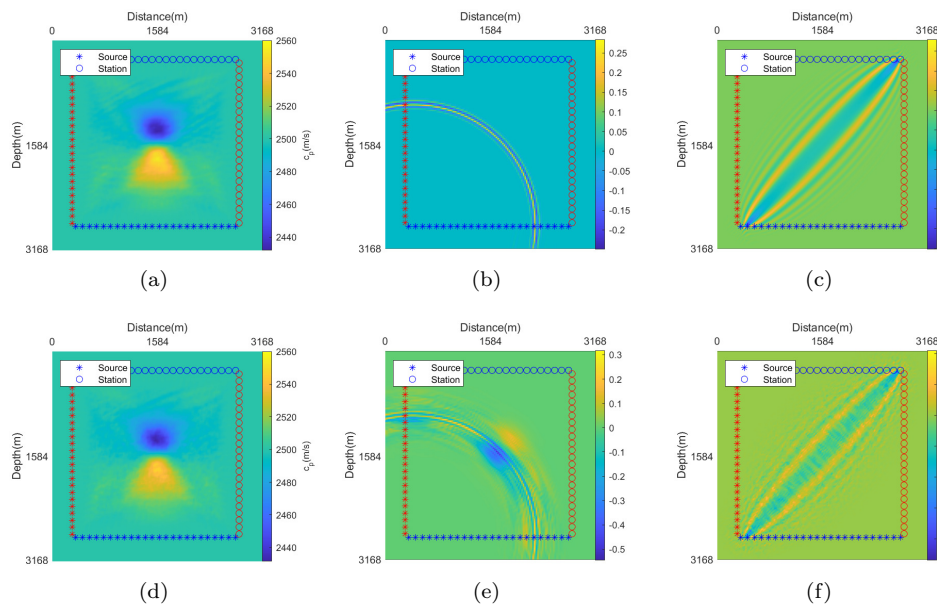 Distance(m)
0 1584 3168
Source
Station
Depth(m)
1584
3168
2560
2540
2520
2500
2480
2460
2440
c_p(m/s)
(a)
Distance(m)
0 1584 3168
Source
Station
Depth(m)
1584
3168
0.25
0.2
0.15
0.1
0.05
0
-0.05
-0.1
-0.15
-0.2
(b)
Distance(m)
0 1584 3168
Source
Station
Depth(m)
1584
3168
(c)
Distance(m)
0 1584 3168
Source
Station
Depth(m)
1584
3168
2560
2540
2520
2500
2480
2460
2440
c_p(m/s)
(d)
Distance(m)
0 1584 3168
Source
Station
Depth(m)
1584
3168
0.3
0.2
0.1
0
-0.1
-0.2
-0.3
-0.4
-0.5
(e)
Distance(m)
0 1584 3168
Source
Station
Depth(m)
1584
3168
(f)